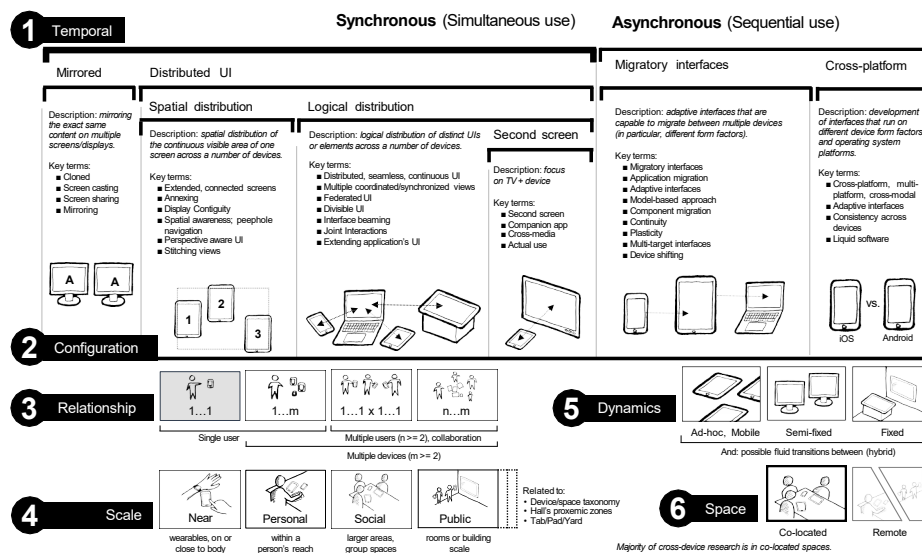 Synchronous (Simultaneous use)
Asynchronous (Sequential use)
1 Temporal
Mirrored
Description: mirroring
the exact same
content on multiple
screens/displays.
Key terms:
■ Cloned
■ Screen casting
■ Screen sharing
■ Mirroring
A A
Distributed UI
Spatial distribution
Description: spatial distribution of
the continuous visible area of one
screen across a number of devices.
Key terms:
■ Extended, connected screens
■ Annexing
■ Display Contiguity
■ Spatial awareness; peephole
navigation
■ Perspective aware UI
■ Stitching views
1
2
3
Logical distribution
Description: logical distribution of distinct UIs
or elements across a number of devices.
Key terms:
■ Distributed, seamless, continuous UI
■ Multiple coordinated/synchronized views
■ Federated UI
■ Divisible UI
■ Interface beaming
■ Joint Interactions
■ Extending application's UI
Second screen
Description: focus
on TV + device
Key terms:
■ Second screen
■ Companion app
■ Cross-media
■ Actual use
Migratory interfaces
Description: adaptive interfaces that are
capable to migrate between multiple devices
(in particular, different form factors).
Key terms:
■ Migratory interfaces
■ Application migration
■ Adaptive interfaces
■ Model-based approach
■ Component migration
■ Continuity
■ Plasticity
■ Multi-target interfaces
■ Device shifting
Cross-platform
Description: development
of interfaces that run on
different device form factors
and operating system
platforms.
Key terms:
■ Cross-platform, multi-
platform, cross-modal
■ Adaptive interfaces
■ Consistency across
devices
■ Liquid software
vs.
iOS Android
2 Configuration
3 Relationship
1...1
1...m
1...1 x 1...1
n...m
Single user
Multiple users (n >= 2), collaboration
Multiple devices (m >= 2)
5 Dynamics
Ad-hoc, Mobile
Semi-fixed
Fixed
And: possible fluid transitions between (hybrid)
4 Scale
Near
wearables, on or
close to body
Personal
within a
person's reach
Social
larger areas,
group spaces
Public
rooms or building
scale
Related to:
• Device/space taxonomy
• Hall's proxemic zones
• Tab/Pad/Yard
6 Space
Co-located
Remote
Majority of cross-device research is in co-located spaces.